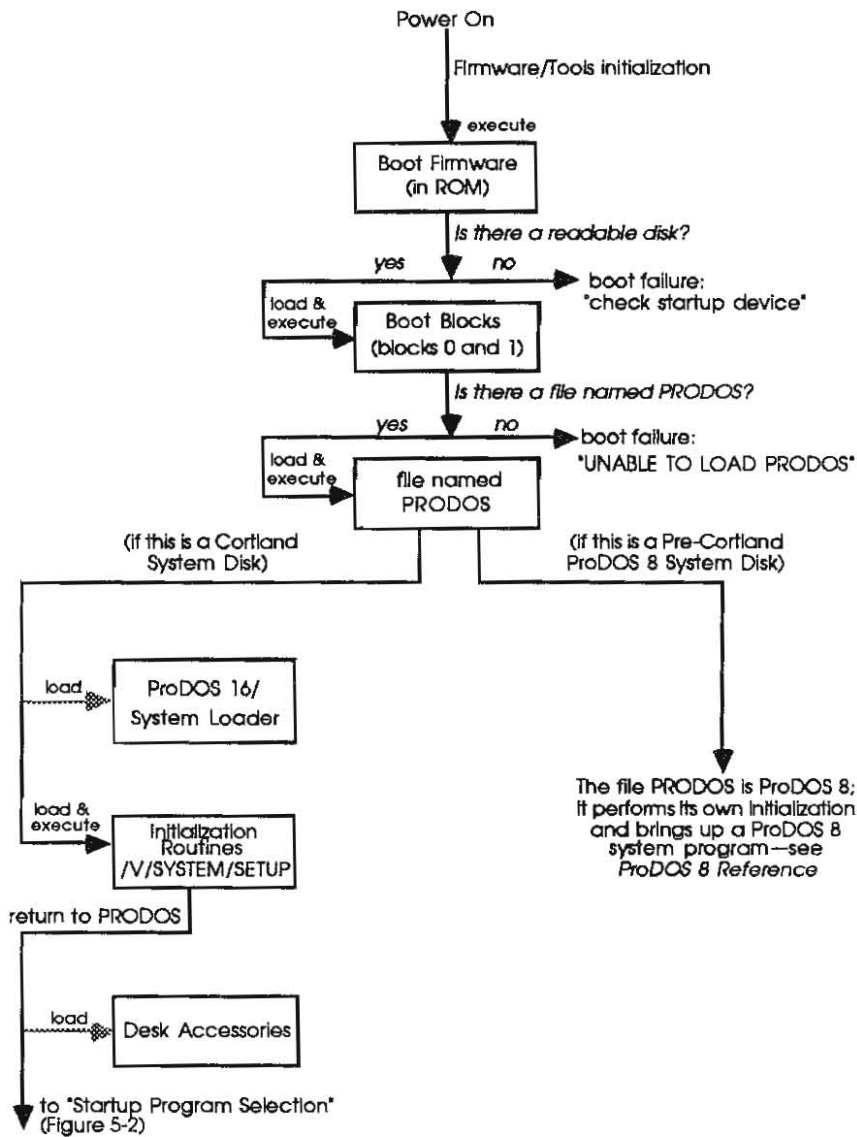 Power On
Firmware/Tools initialization
execute
Boot Firmware
(in ROM)
Is there a readable disk?
yes
no
boot failure:
"check startup device"
load &
execute
Boot Blocks
(blocks 0 and 1)
Is there a file named PRODOS?
yes
no
boot failure:
"UNABLE TO LOAD PRODOS"
load &
execute
file named
PRODOS
(if this is a Cortland
System Disk)
(if this is a Pre-Cortland
ProDOS 8 System Disk)
load
ProDOS 16/
System Loader
load &
execute
Initialization
Routines
/V/SYSTEM/SETUP
The file PRODOS is ProDOS 8;
it performs its own initialization
and brings up a ProDOS 8
system program—see
ProDOS 8 Reference
return to PRODOS
load
Desk Accessories
to "Startup Program Selection"
(Figure 5-2)